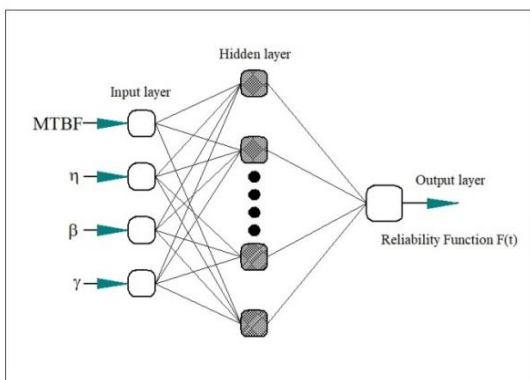 Hidden layer
Input layer
MTBF
η
β
γ
Output layer
Reliability Function F(t)